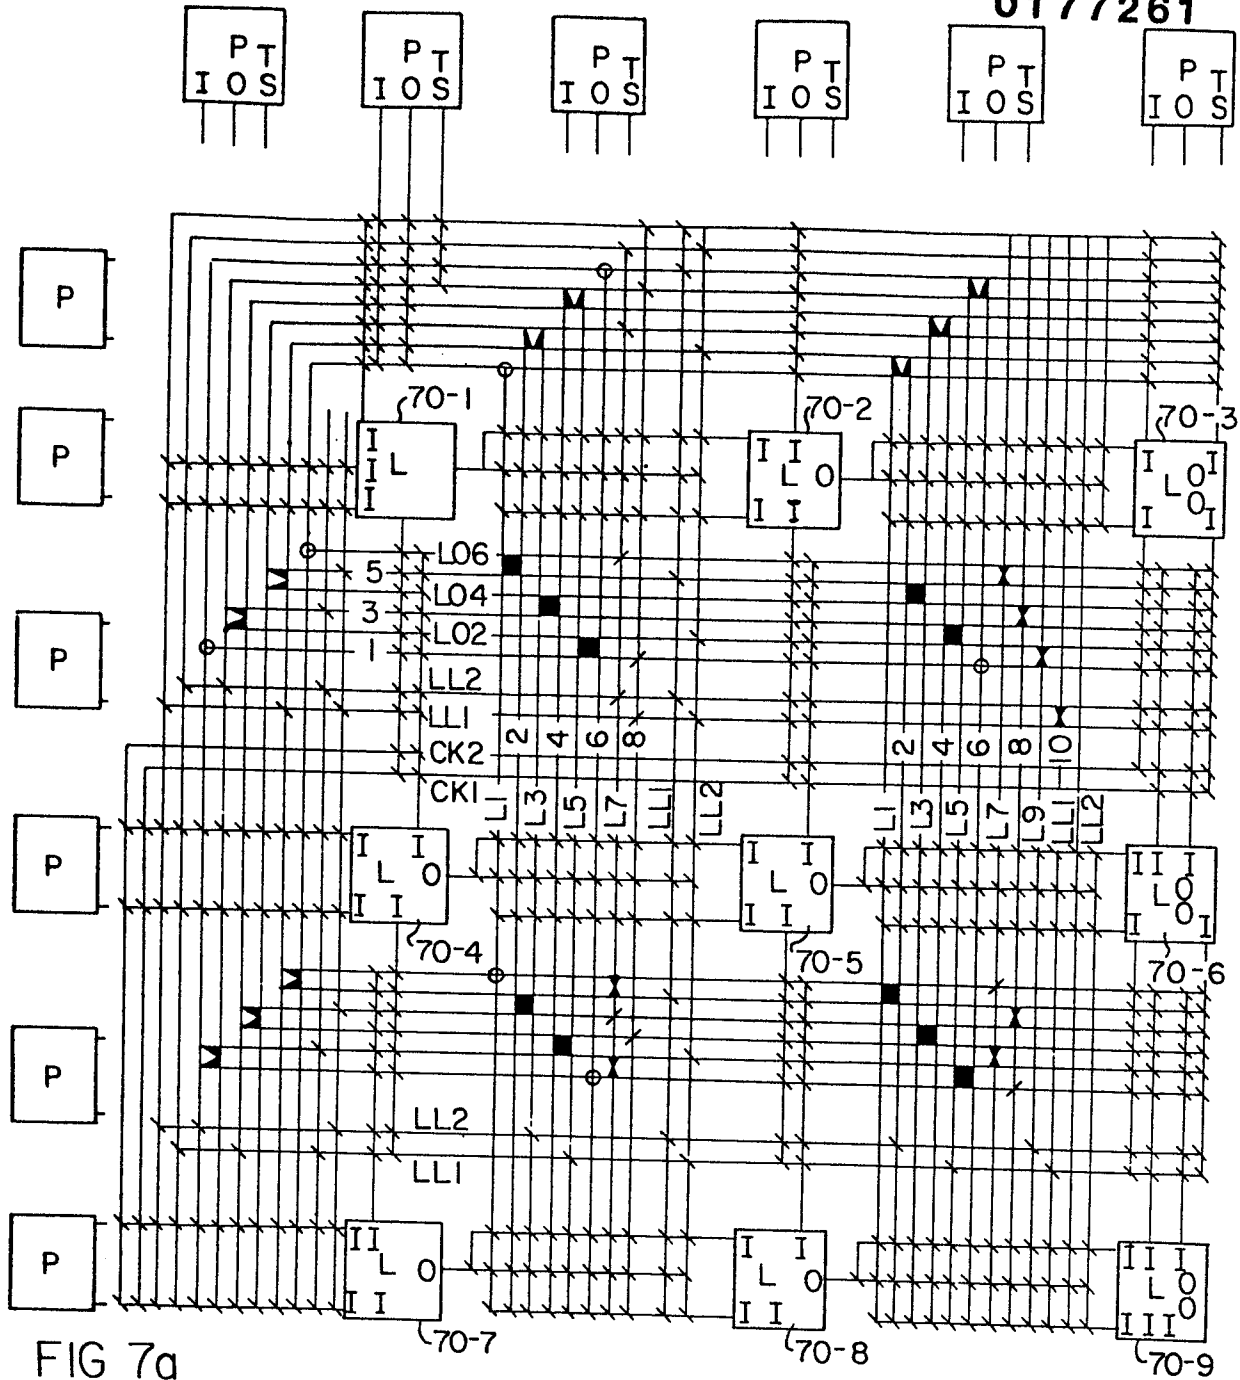 0177261
P T P T P T P T P T P T
I O S I O S I O S I O S I O S I O S
P
70-1 70-2 70-3
P
I L I I I
I I L O I L O I
I I I I O I
LO6
5
LO4
3
LO2
1
P
LL2
LL1
CK2
CK1
2 4 6 8
L1 L3 L5 L7 LL1 LL2
2 4 6 8 10
L1 L3 L5 L7 L9 LL1 LL2
P
I I I I I I I
L O L O L O
I I I I I O I
70-4 70-5 70-6
P
LL2
LL1
P
I I I I I I I
L O L O L O
I I I I I I I O
70-7 70-8 70-9
FIG 7a